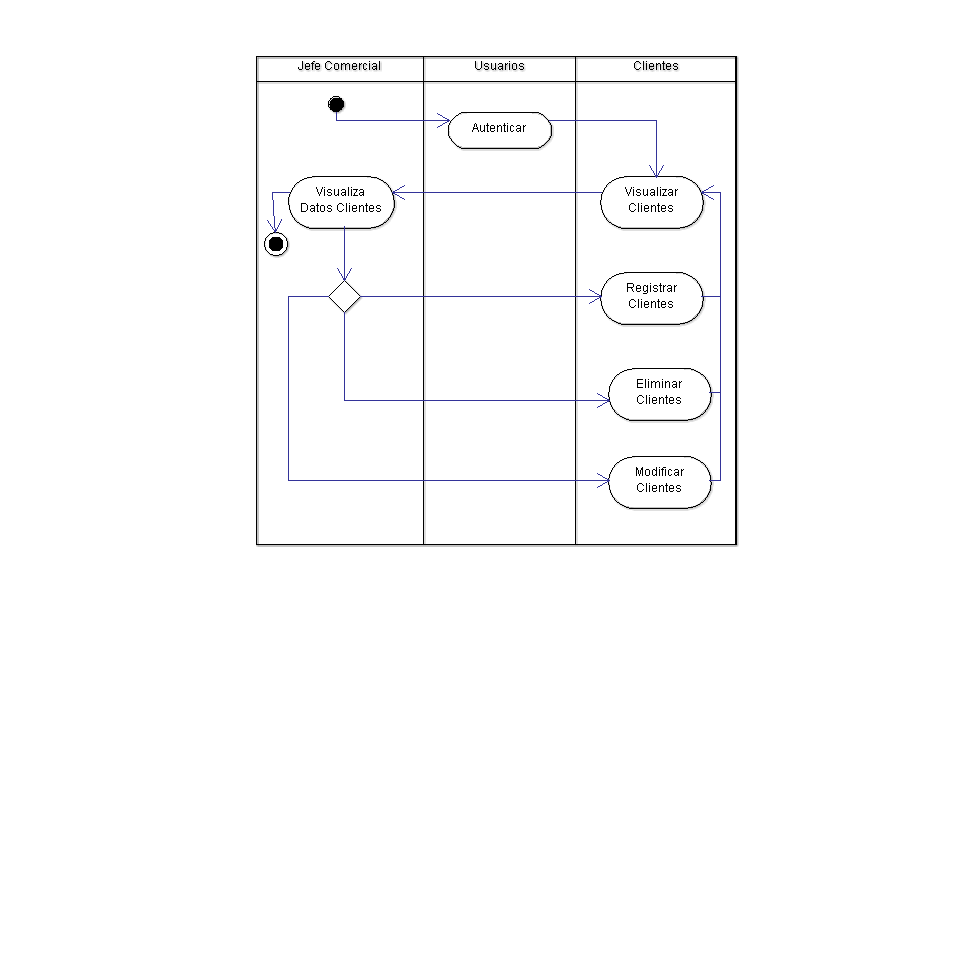 Jefe Comercial
Usuarios
Clientes
Autenticar
Visualiza
Datos Clientes
Visualizar
Clientes
Registrar
Clientes
Eliminar
Clientes
Modificar
Clientes